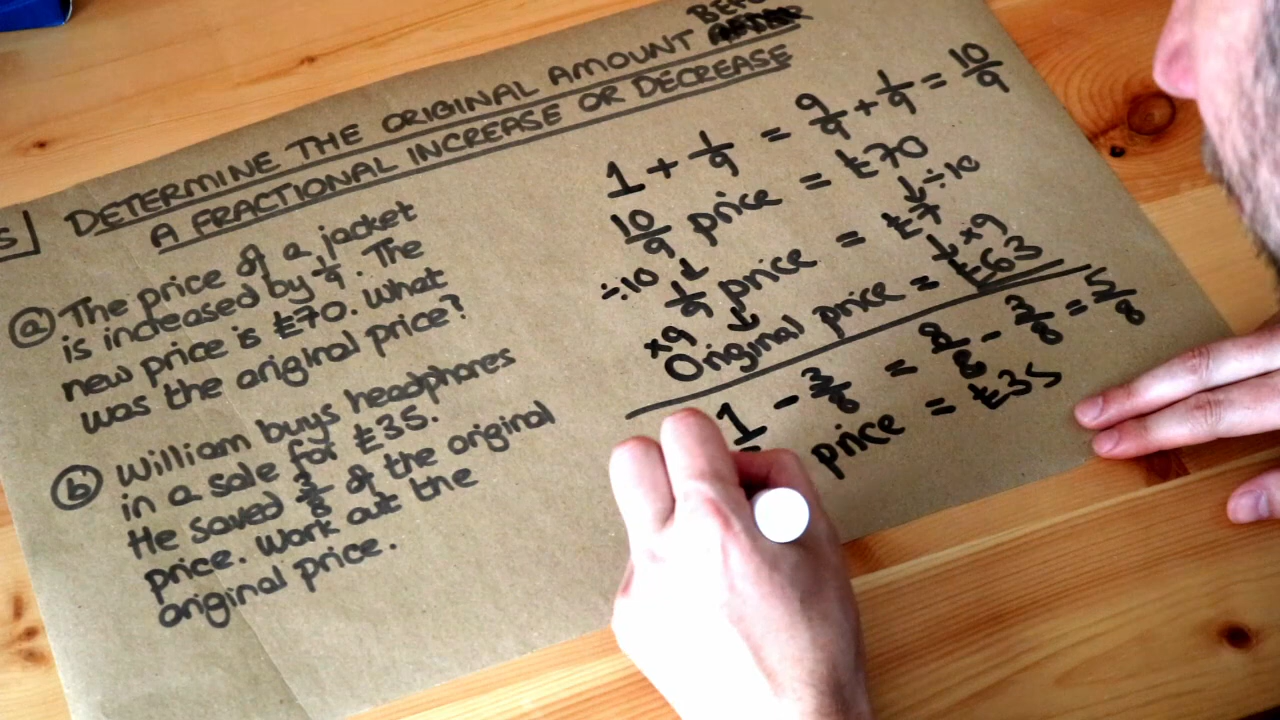 DETERMINE THE ORIGINAL AMOUNT
A FRACTIONAL INCREASE OR DECREASE
ⓐ The price of a jacket
is increased by 1/9. The
new price is £70. What
was the original price?
ⓑ William buys headphones
in a sale for £35.
He saved 3/8 of the original
price. Work out the
original price.
1 + 1/9 = 9/9 + 1/9 = 10/9
10/9 price = £70
÷10 ↓ ↓ ÷10
1/9 price = £7
×9 ↓ ↓ ×9
Original price = £63
1 - 3/8 = 8/8 - 3/8 = 5/8
price = £35